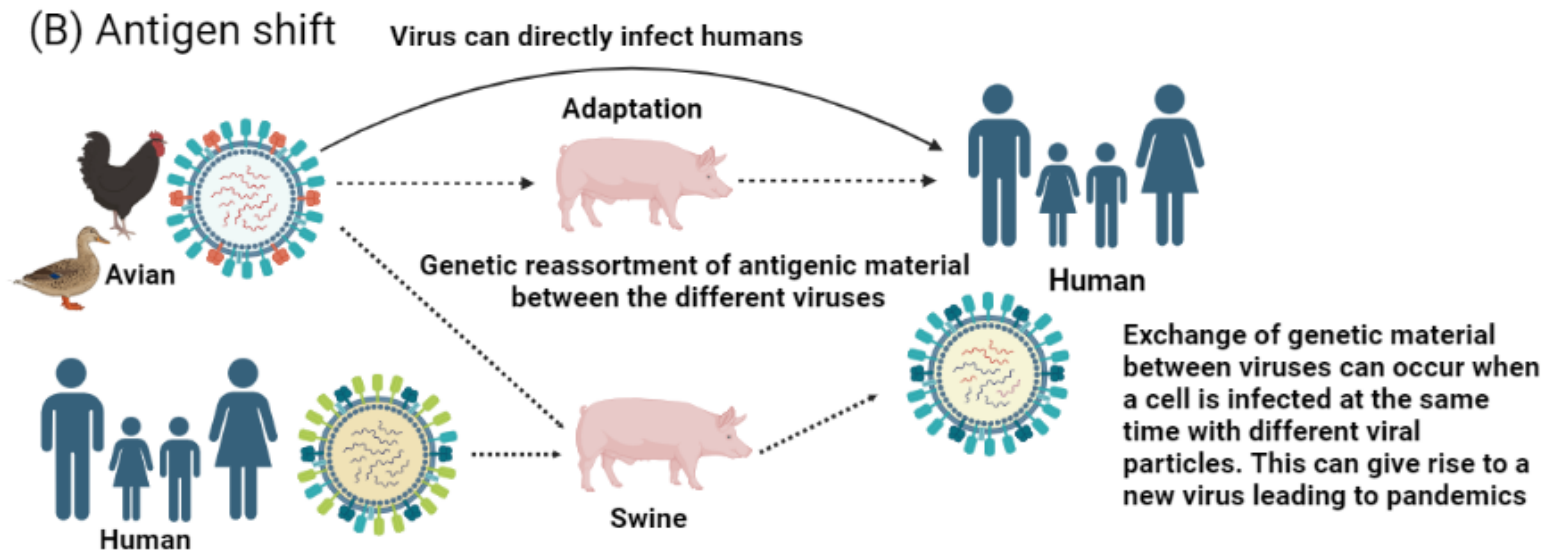 (B) Antigen shift
Virus can directly infect humans
Adaptation
Avian
Genetic reassortment of antigenic material
between the different viruses
Human
Exchange of genetic material
between viruses can occur when
a cell is infected at the same
time with different viral
particles. This can give rise to a
new virus leading to pandemics
Swine
Human